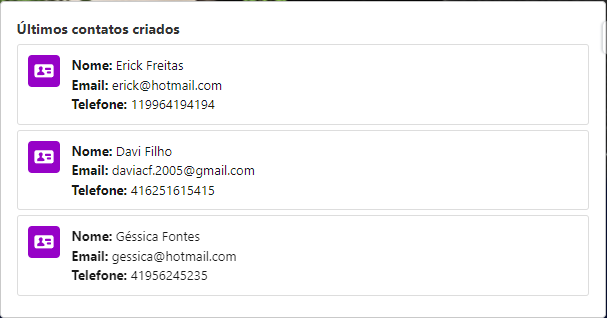 Últimos contatos criados
Nome: Erick Freitas
Email: erick@hotmail.com
Telefone: 119964194194
Nome: Davi Filho
Email: daviacf.2005@gmail.com
Telefone: 416251615415
Nome: Géssica Fontes
Email: gessica@hotmail.com
Telefone: 41956245235